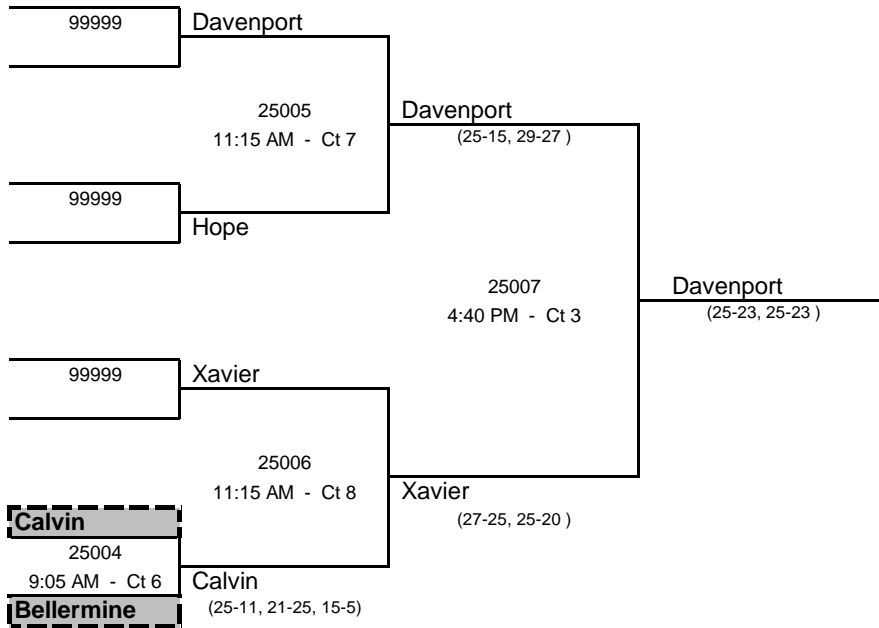 99999
Davenport
25005
11:15 AM - Ct 7
Davenport
(25-15, 29-27 )
99999
Hope
25007
4:40 PM - Ct 3
Davenport
(25-23, 25-23 )
99999
Xavier
25006
11:15 AM - Ct 8
Xavier
(27-25, 25-20 )
Calvin
25004
9:05 AM - Ct 6
Calvin
(25-11, 21-25, 15-5)
Bellermine